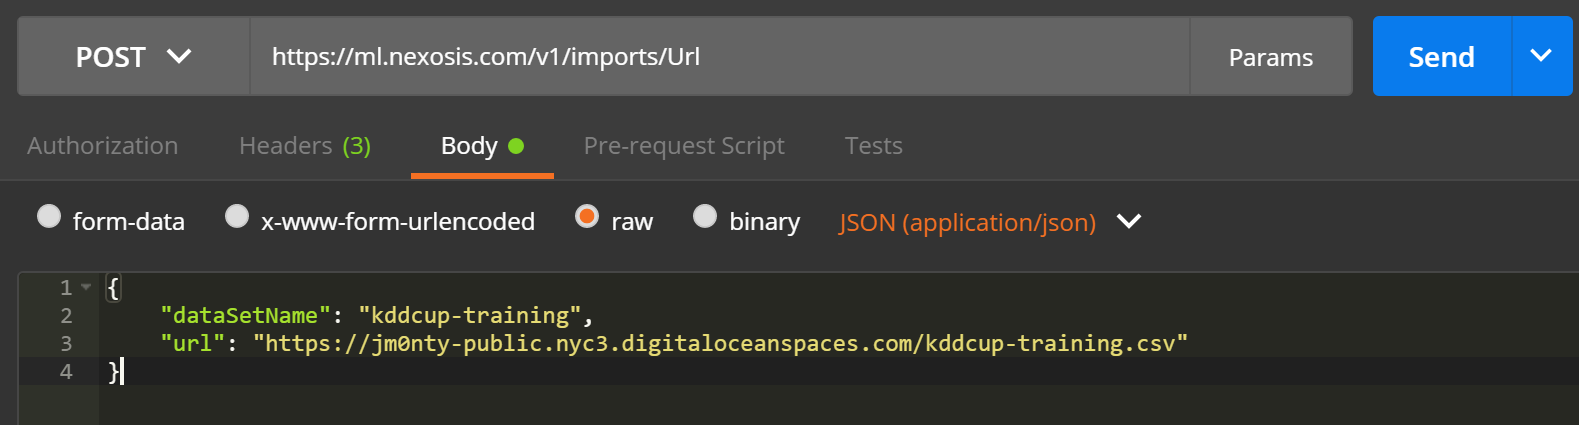 POST https://ml.nexosis.com/v1/imports/Url Params Send
Authorization Headers (3) Body Pre-request Script Tests
form-data x-www-form-urlencoded raw binary JSON (application/json)
1 {
2 "dataSetName": "kddcup-training",
3 "url": "https://jm0nty-public.nyc3.digitaloceanspaces.com/kddcup-training.csv"
4 }